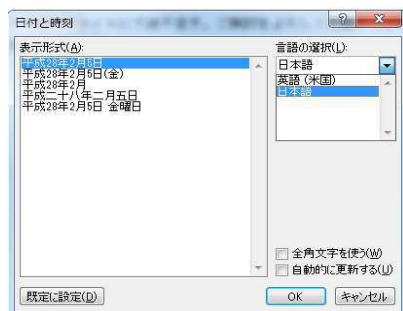 日付と時刻
表示形式(A):
平成28年2月5日
平成28年2月5日(金)
平成28年2月
平成二十八年二月五日
平成28年2月5日 金曜日
言語の選択(L):
日本語
英語 (米国)
日本語
全角文字を使う(W)
自動的に更新する(U)
既定に設定(D)
OK
キャンセル